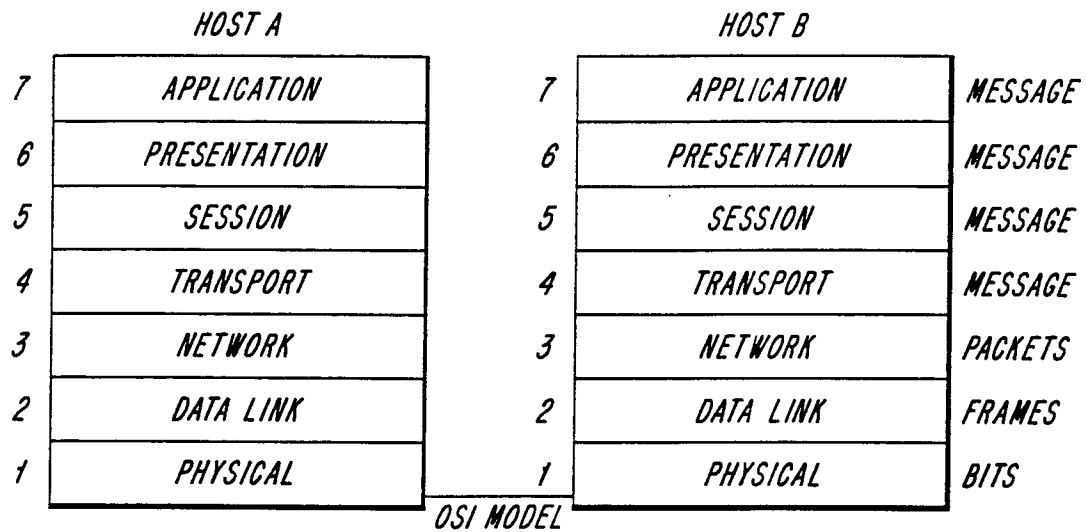 HOST A HOST B
7 APPLICATION 7 APPLICATION MESSAGE
6 PRESENTATION 6 PRESENTATION MESSAGE
5 SESSION 5 SESSION MESSAGE
4 TRANSPORT 4 TRANSPORT MESSAGE
3 NETWORK 3 NETWORK PACKETS
2 DATA LINK 2 DATA LINK FRAMES
1 PHYSICAL 1 PHYSICAL BITS
OSI MODEL